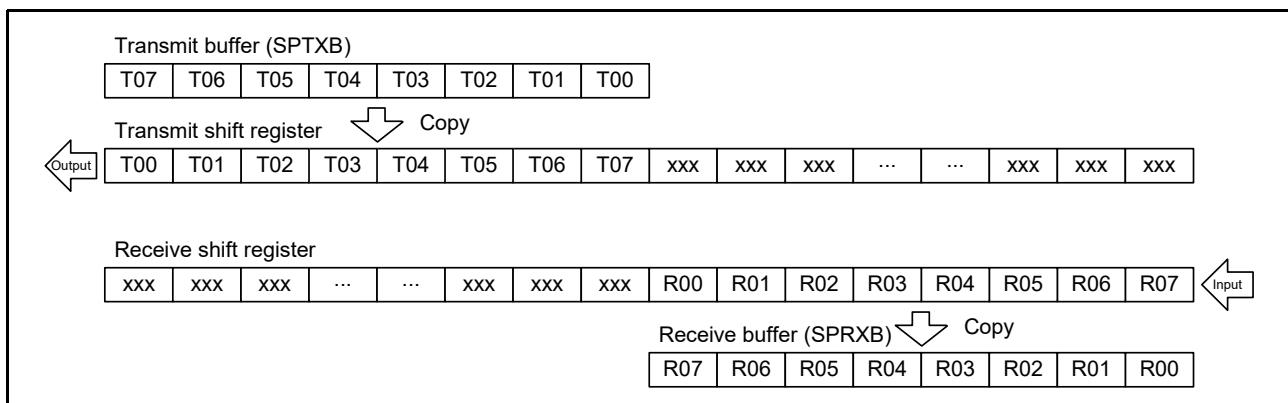 Transmit buffer (SPTXB)
T07 T06 T05 T04 T03 T02 T01 T00
Copy
Transmit shift register
Output T00 T01 T02 T03 T04 T05 T06 T07 xxx xxx xxx ... ... xxx xxx xxx
Receive shift register
xxx xxx xxx ... ... xxx xxx xxx R00 R01 R02 R03 R04 R05 R06 R07 Input
Receive buffer (SPRXB) Copy
R07 R06 R05 R04 R03 R02 R01 R00